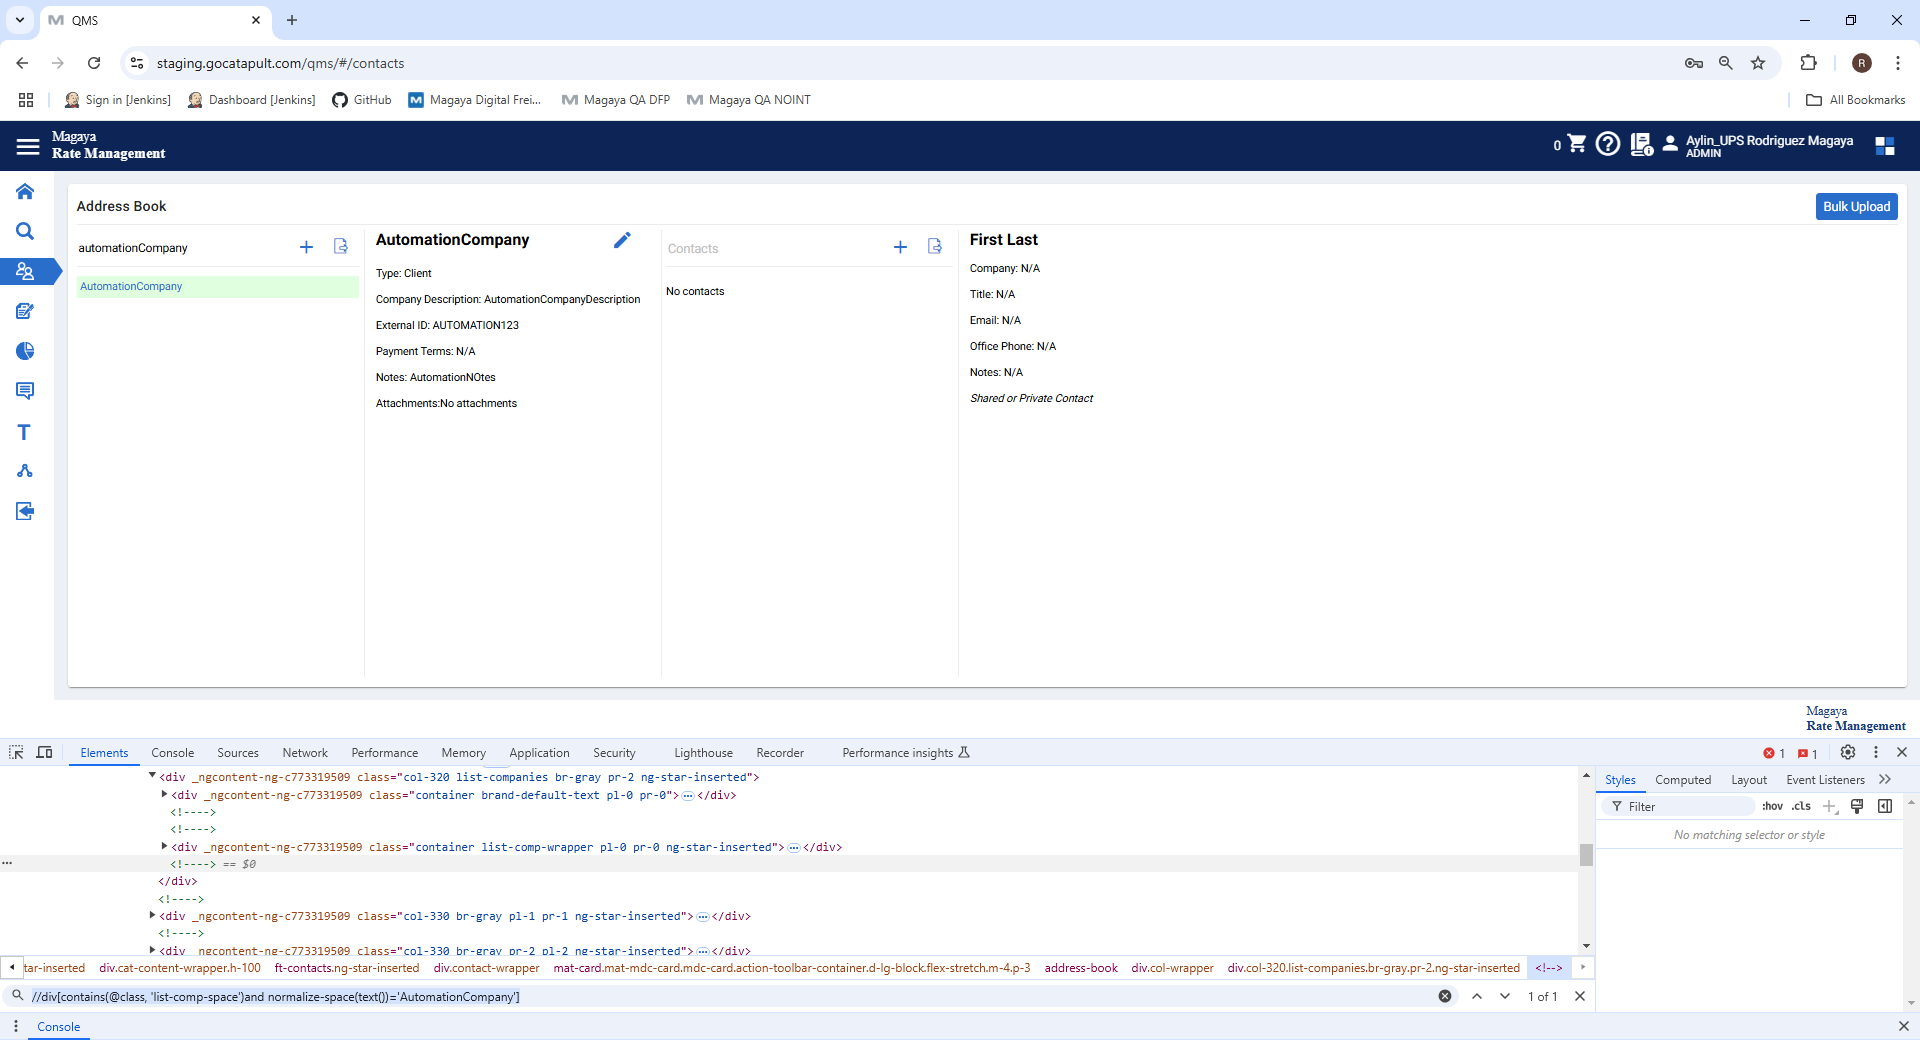 QMS
staging.gocatapult.com/qms/#/contacts
R
Sign in [Jenkins]
Dashboard [Jenkins]
GitHub
Magaya Digital Frei...
Magaya QA DFP
Magaya QA NOINT
All Bookmarks
Magaya
Rate Management
0
Aylin_UPS Rodriguez Magaya
ADMIN
Address Book
Bulk Upload
automationCompany
AutomationCompany
AutomationCompany
Type: Client
Company Description: AutomationCompanyDescription
External ID: AUTOMATION123
Payment Terms: N/A
Notes: AutomationNOtes
Attachments:No attachments
Contacts
No contacts
First Last
Company: N/A
Title: N/A
Email: N/A
Office Phone: N/A
Notes: N/A
Shared or Private Contact
T
Magaya
Rate Management
Elements
Console
Sources
Network
Performance
Memory
Application
Security
Lighthouse
Recorder
Performance insights
1
1
<div _ngcontent-ng-c773319509 class="col-320 list-companies br-gray pr-2 ng-star-inserted">
<div _ngcontent-ng-c773319509 class="container brand-default-text pl-0 pr-0">…</div>
<!---->
<!---->
<div _ngcontent-ng-c773319509 class="container list-comp-wrapper pl-0 pr-0 ng-star-inserted">…</div>
<!----> == $0
</div>
<!---->
<div _ngcontent-ng-c773319509 class="col-330 br-gray pl-1 pr-1 ng-star-inserted">…</div>
<!---->
<div _ngcontent-ng-c773319509 class="col-330 br-gray pr-2 pl-2 ng-star-inserted">…</div>
Styles
Computed
Layout
Event Listeners
Filter
:hov
.cls
No matching selector or style
tar-inserted
div.cat-content-wrapper.h-100
ft-contacts.ng-star-inserted
div.contact-wrapper
mat-card.mat-mdc-card.mdc-card.action-toolbar-container.d-lg-block.flex-stretch.m-4.p-3
address-book
div.col-wrapper
div.col-320.list-companies.br-gray.pr-2.ng-star-inserted
<!-->
//div[contains(@class, 'list-comp-space')and normalize-space(text())='AutomationCompany']
1 of 1
Console